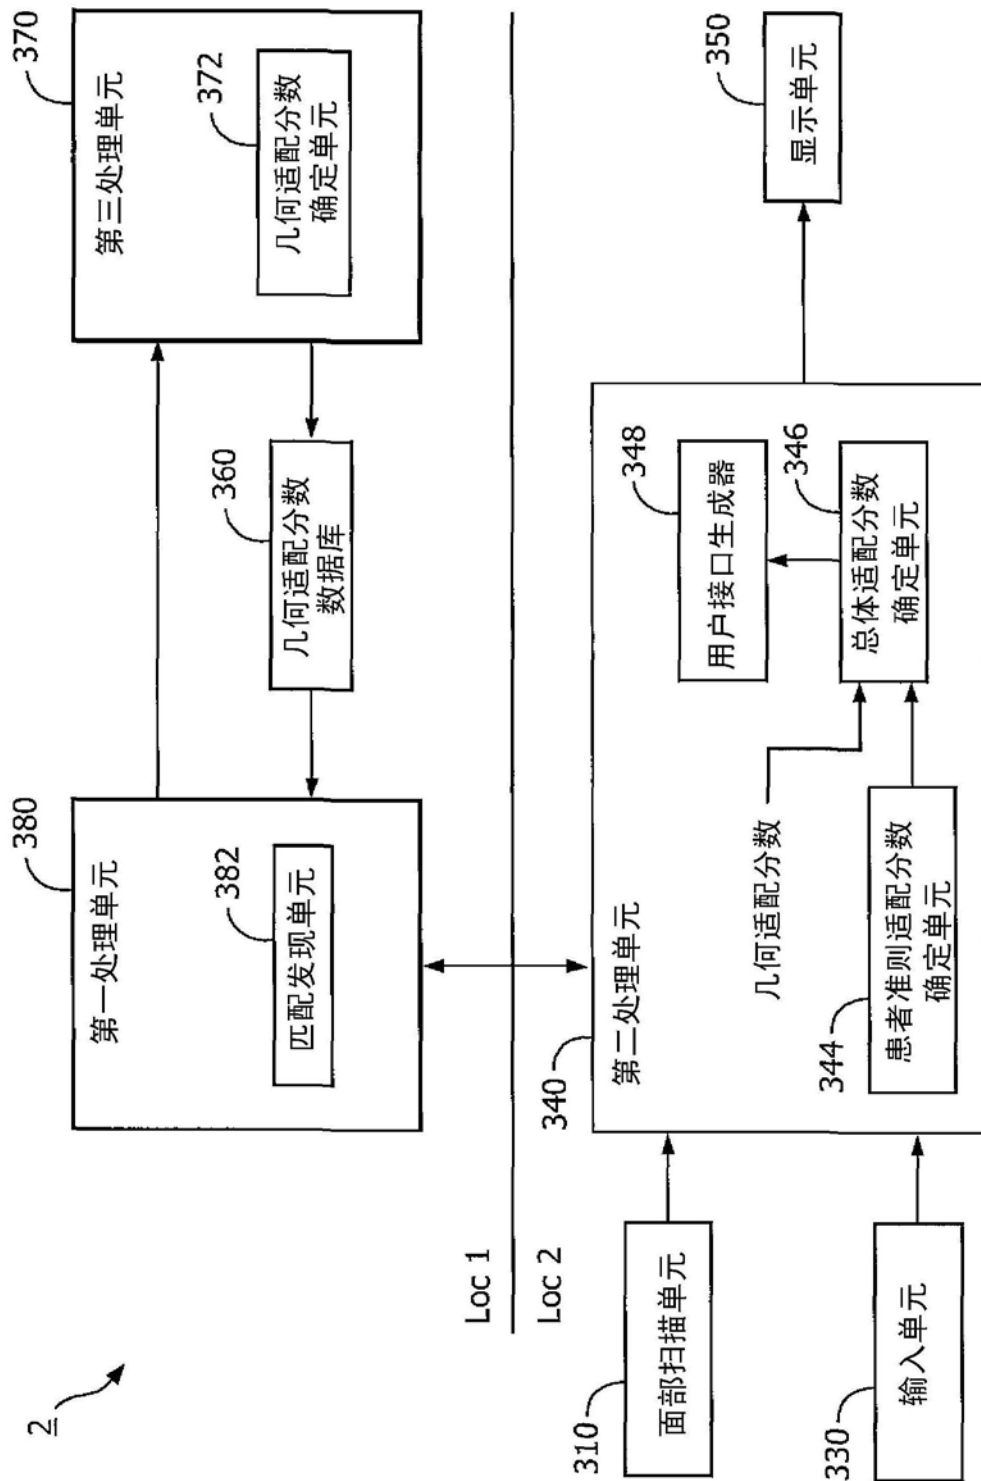 2
380
第一处理单元
382
匹配发现单元
360
几何适配分数
数据库
370
第三处理单元
372
几何适配分数
确定单元
Loc 1
Loc 2
310
面部扫描单元
330
输入单元
340
第二处理单元
几何适配分数
344
患者准则适配分数
确定单元
348
用户接口生成器
346
总体适配分数
确定单元
350
显示单元